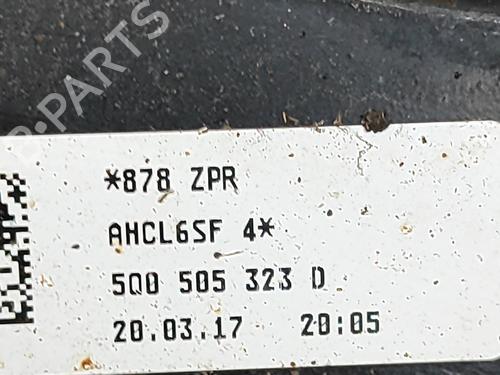 B-PARTS
*878 ZPR
AHCL6SF 4*
5Q0 505 323 D
20.03.17 20:05